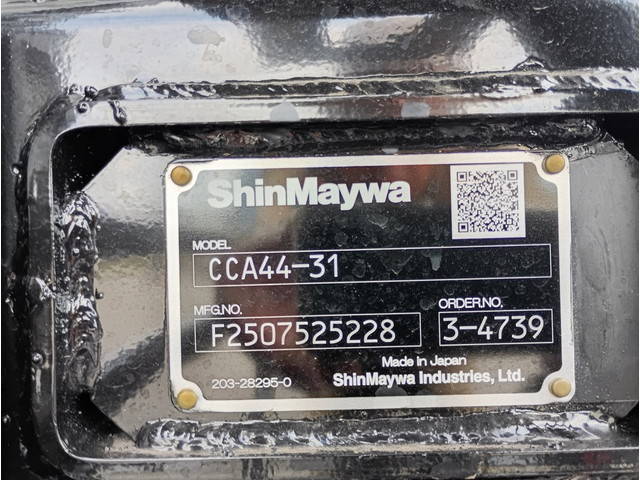 ShinMaywa
MODEL
CCA44-31
MFG.NO.
F2507525228
ORDER.NO.
3-4739
Made in Japan
203-28295-0
ShinMaywa Industries, Ltd.